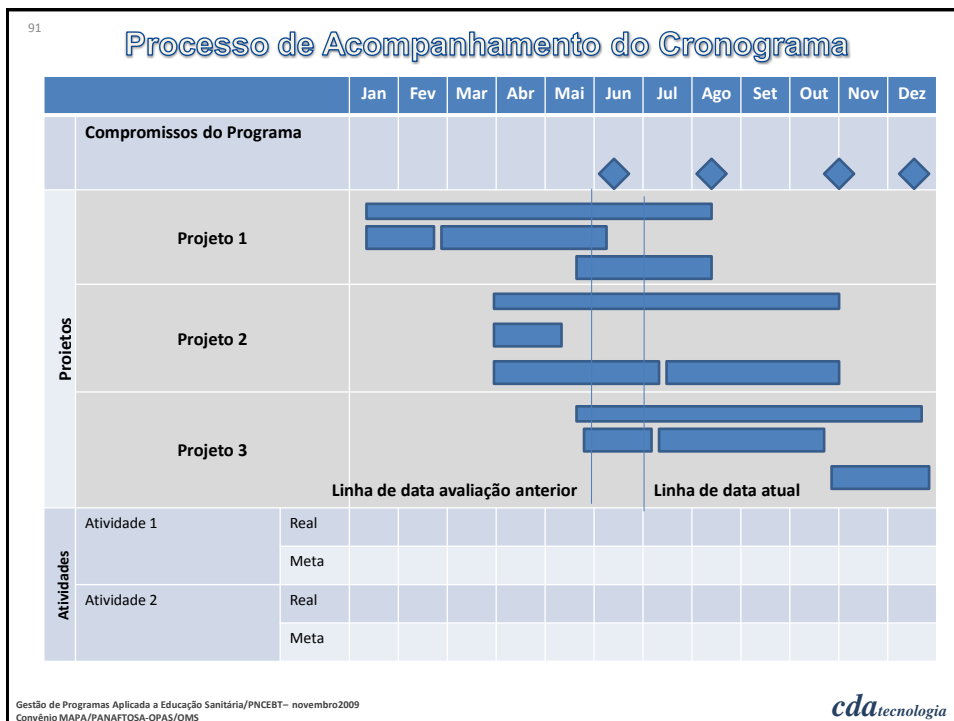 91
Processo de Acompanhamento do Cronograma
Jan Fev Mar Abr Mai Jun Jul Ago Set Out Nov Dez
Compromissos do Programa
Projetos
Projeto 1
Projeto 2
Projeto 3
Linha de data avaliação anterior
Linha de data atual
Atividades
Atividade 1
Real
Meta
Atividade 2
Real
Meta
Gestão de Programas Aplicada a Educação Sanitária/PNCEBT– novembro2009
Convênio MAPA/PANAFTOSA-OPAS/OMS
cda tecnologia